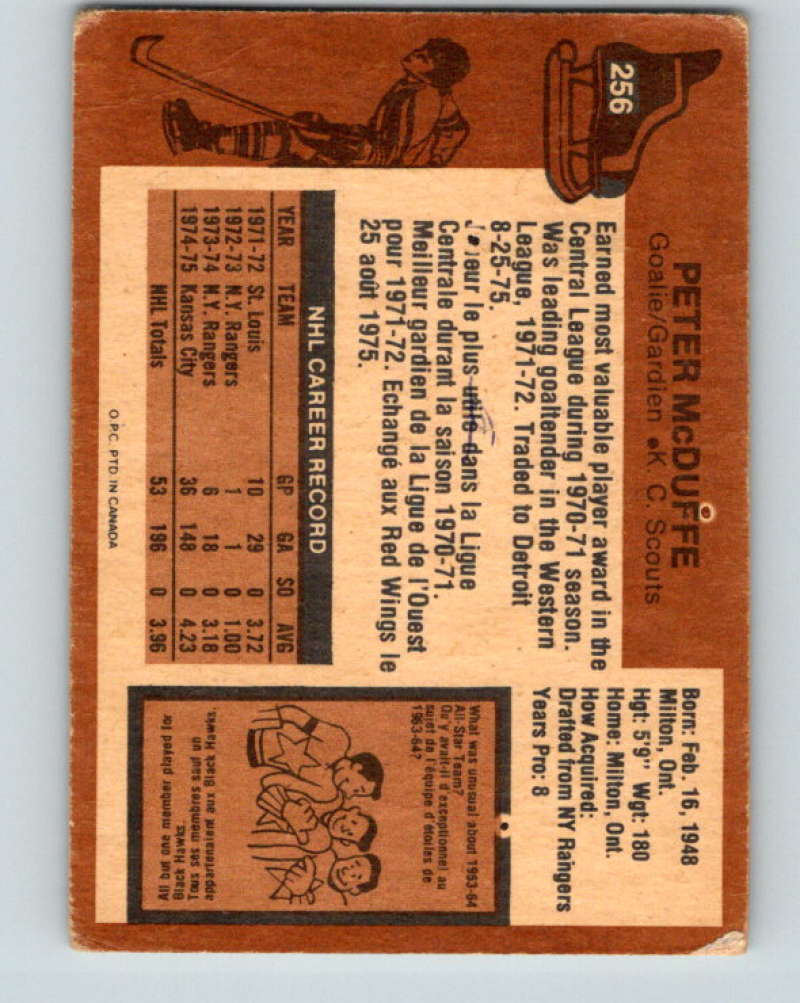 256
PETER McDUFFE
Goalie/Gardien • K. C. Scouts
Earned most valuable player award in the
Central League during 1970-71 season.
Was leading goaltender in the Western
League, 1971-72. Traded to Detroit
8-25-75.
Joueur le plus utile dans la Ligue
Centrale durant la saison 1970-71.
Meilleur gardien de la Ligue de l'Ouest
pour 1971-72. Echangé aux Red Wings le
25 août 1975.
NHL CAREER RECORD
YEAR TEAM GP GA SO AVG
1971-72 St. Louis 10 29 0 3.72
1972-73 N.Y. Rangers 1 1 0 1.00
1973-74 N.Y. Rangers 6 18 0 3.18
1974-75 Kansas City 36 148 0 4.23
NHL Totals 53 196 0 3.96
O.P.C. PTD IN CANADA
Born: Feb. 16, 1948
Milton, Ont.
Hgt: 5'9" Wgt: 180
Home: Milton, Ont.
How Acquired:
Drafted from NY Rangers
Years Pro: 8
What was unusual about 1963-64
All-Star Team?
Qu'y avait-il d'exceptionnel au
sujet de l'équipe d'étoiles de
1963-64?
All but one member played for
Black Hawks.
Tous ses membres sauf un
appartenaient aux Black Hawks.